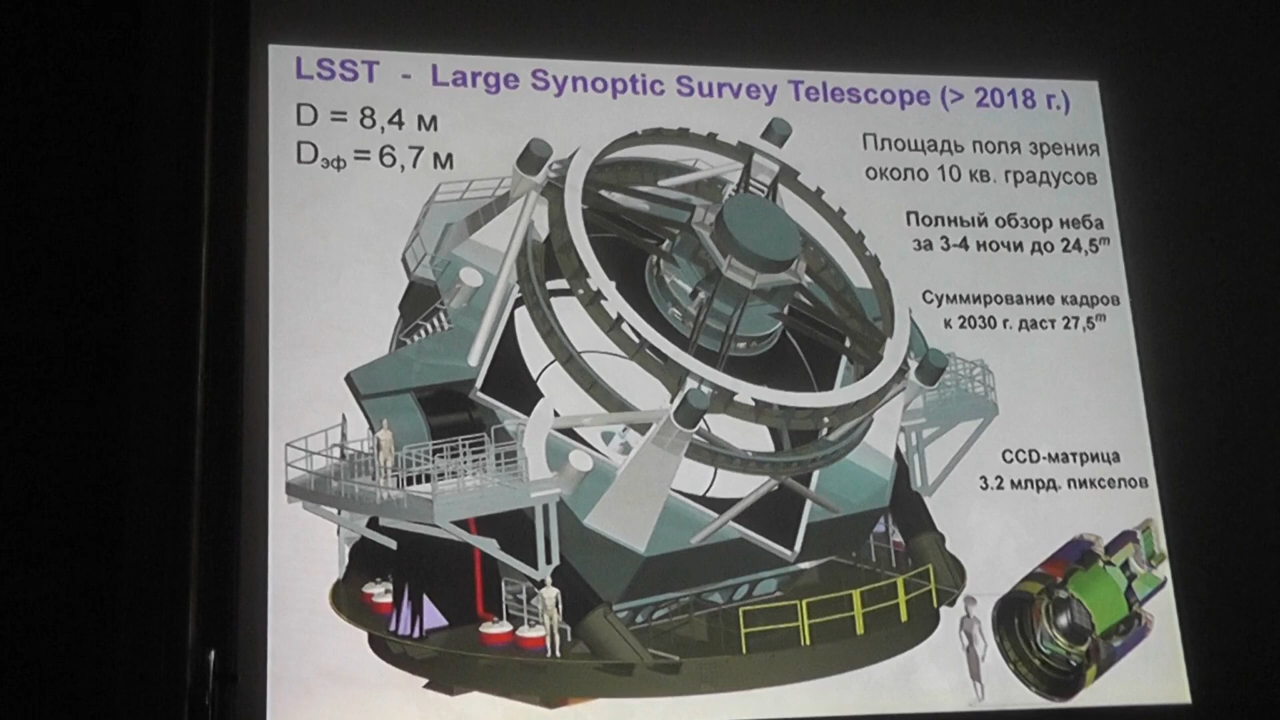 LSST - Large Synoptic Survey Telescope (> 2018 г.)
D = 8,4 м
Dэф = 6,7 м
Площадь поля зрения
около 10 кв. градусов
Полный обзор неба
за 3-4 ночи до 24,5m
Суммирование кадров
к 2030 г. даст 27,5m
CCD-матрица
3.2 млрд. пикселов